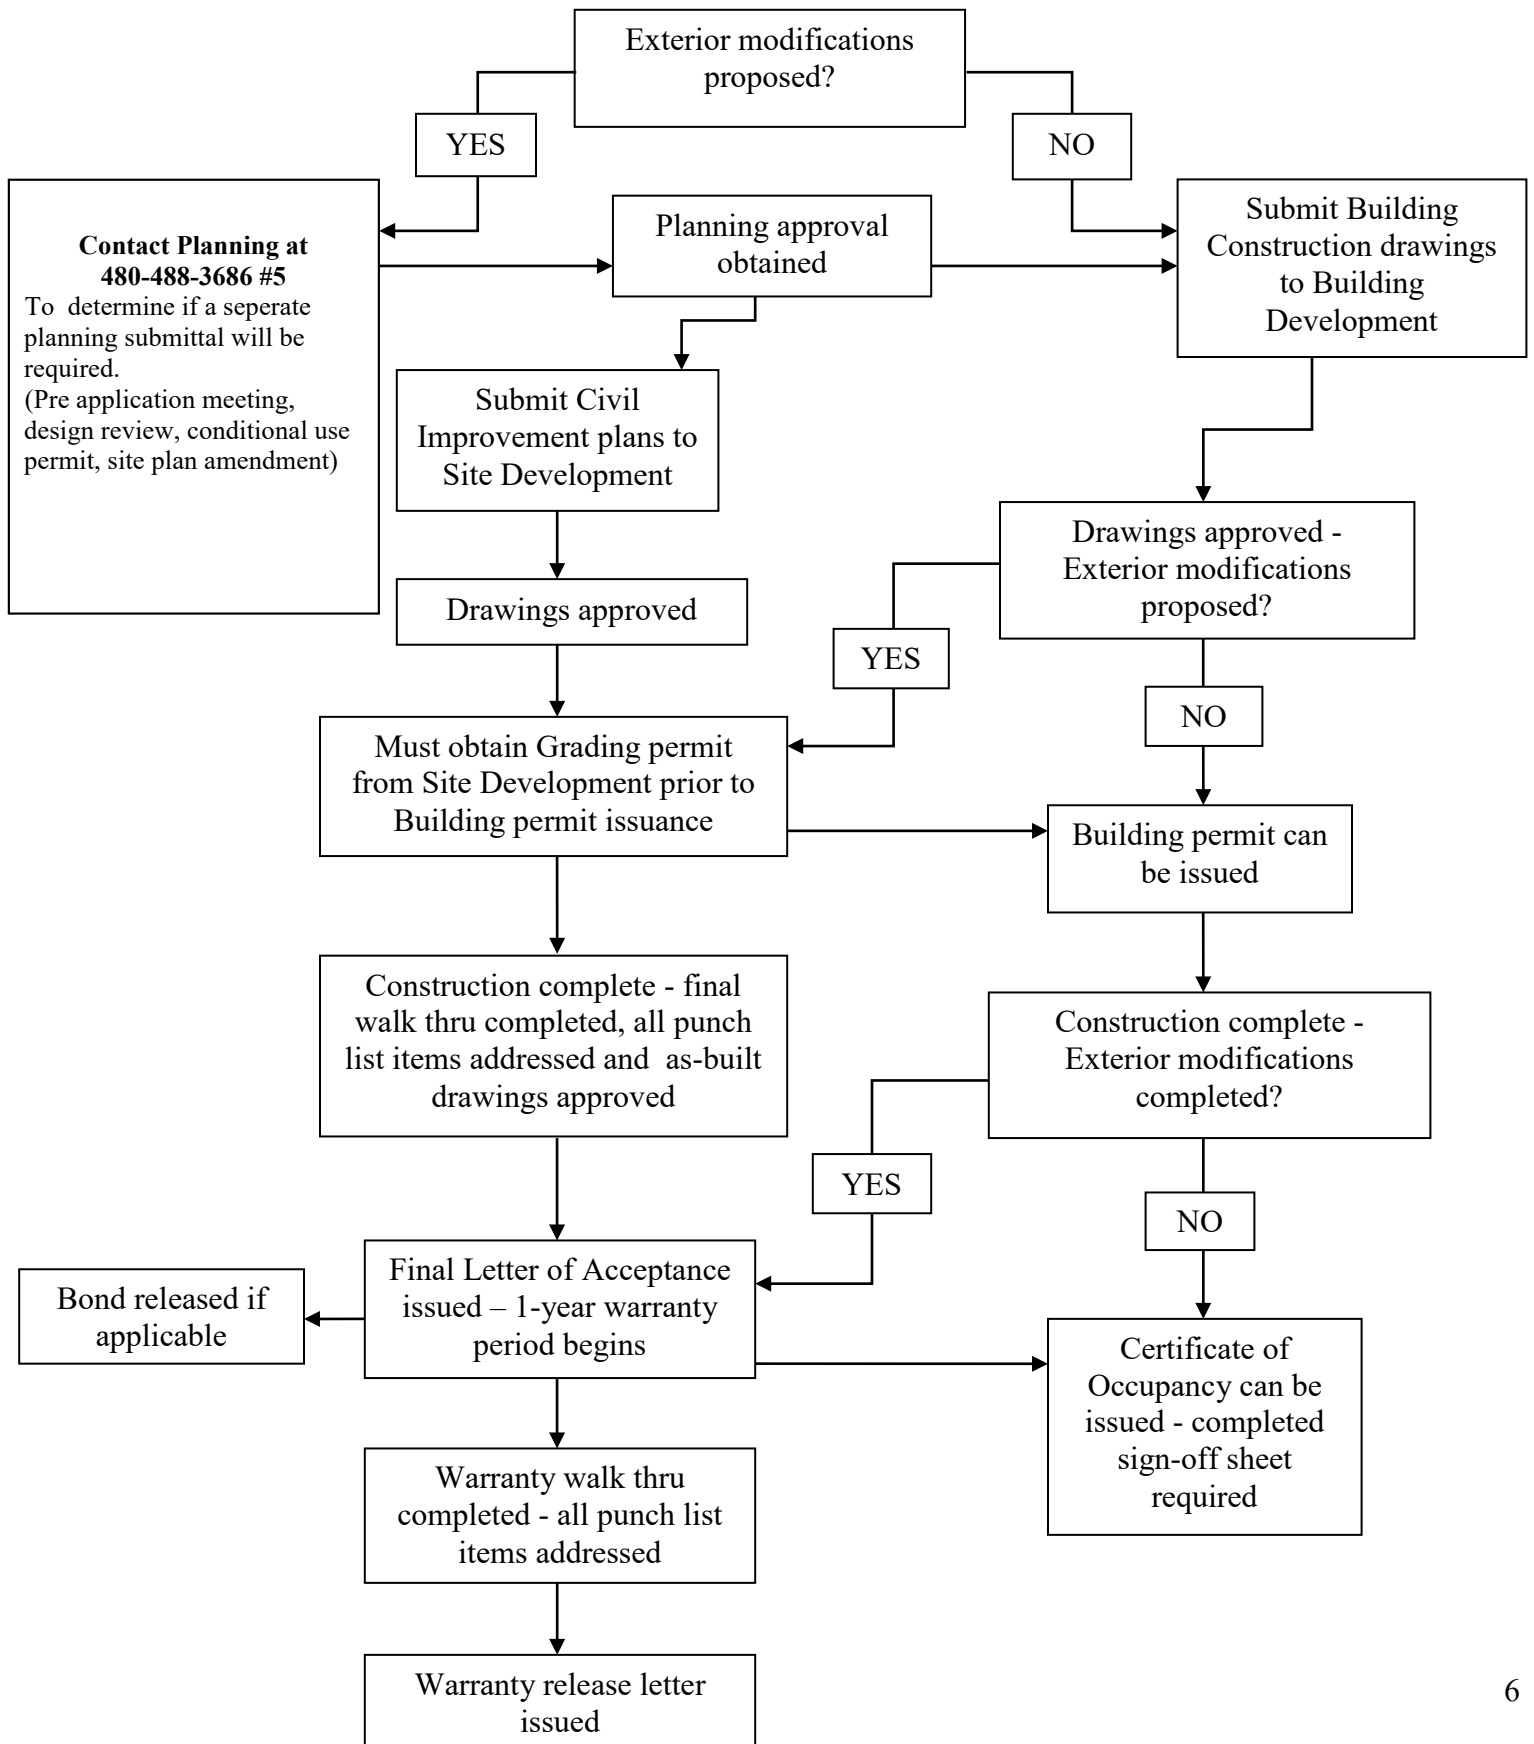 Exterior modifications
proposed?
YES
NO
Contact Planning at
480-488-3686 #5
To determine if a seperate
planning submittal will be
required.
(Pre application meeting,
design review, conditional use
permit, site plan amendment)
Planning approval
obtained
Submit Building
Construction drawings
to Building
Development
Submit Civil
Improvement plans to
Site Development
Drawings approved -
Exterior modifications
proposed?
Drawings approved
YES
NO
Must obtain Grading permit
from Site Development prior to
Building permit issuance
Building permit can
be issued
Construction complete - final
walk thru completed, all punch
list items addressed and as-built
drawings approved
Construction complete -
Exterior modifications
completed?
YES
NO
Final Letter of Acceptance
issued – 1-year warranty
period begins
Bond released if
applicable
Certificate of
Occupancy can be
issued - completed
sign-off sheet
required
Warranty walk thru
completed - all punch list
items addressed
Warranty release letter
issued
6